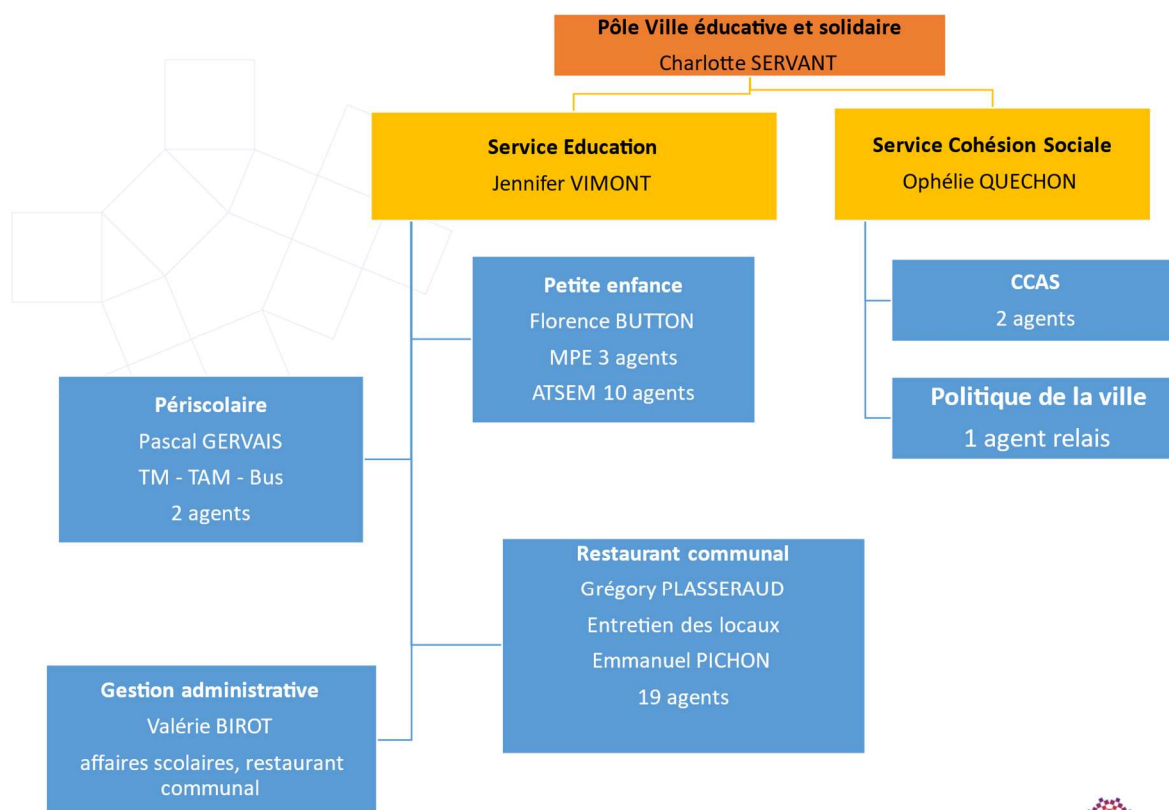 Pôle Ville éducative et solidaire
Charlotte SERVANT
Service Education
Jennifer VIMONT
Service Cohésion Sociale
Ophélie QUECHON
Petite enfance
Florence BUTTON
MPE 3 agents
ATSEM 10 agents
CCAS
2 agents
Périscolaire
Pascal GERVAIS
TM - TAM - Bus
2 agents
Politique de la ville
1 agent relais
Restaurant communal
Grégory PLASSERAUD
Entretien des locaux
Emmanuel PICHON
19 agents
Gestion administrative
Valérie BIROT
affaires scolaires, restaurant
communal